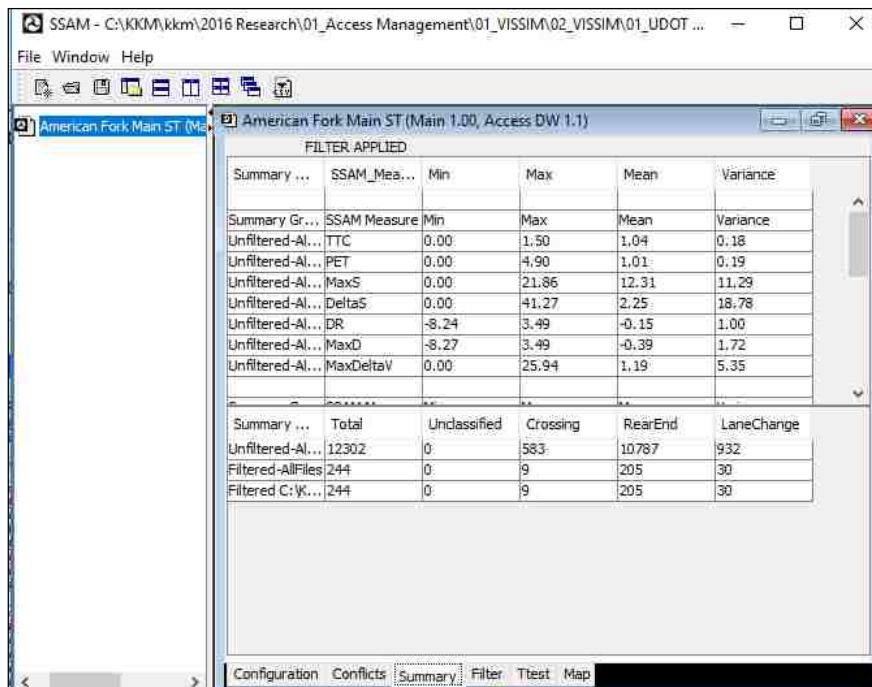 SSAM - C:\KKM\kkm\2016 Research\01_Access Management\01_VISSIM\02_VISSIM\01_UDOT ...
File Window Help
American Fork Main ST (Ma
American Fork Main ST (Main 1.00, Access DW 1.1)
FILTER APPLIED
Summary ... SSAM_Mea... Min Max Mean Variance
Summary Gr... SSAM Measure Min Max Mean Variance
Unfiltered-Al... TTC 0.00 1.50 1.04 0.18
Unfiltered-Al... PET 0.00 4.90 1.01 0.19
Unfiltered-Al... MaxS 0.00 21.86 12.31 11.29
Unfiltered-Al... DeltaS 0.00 41.27 2.25 18.78
Unfiltered-Al... DR -8.24 3.49 -0.15 1.00
Unfiltered-Al... MaxD -8.27 3.49 -0.39 1.72
Unfiltered-Al... MaxDeltaV 0.00 25.94 1.19 5.35
Summary ... Total Unclassified Crossing RearEnd LaneChange
Unfiltered-Al... 12302 0 583 10787 932
Filtered-AllFiles 244 0 9 205 30
Filtered C:\K... 244 0 9 205 30
Configuration Conflicts Summary Filter Ttest Map